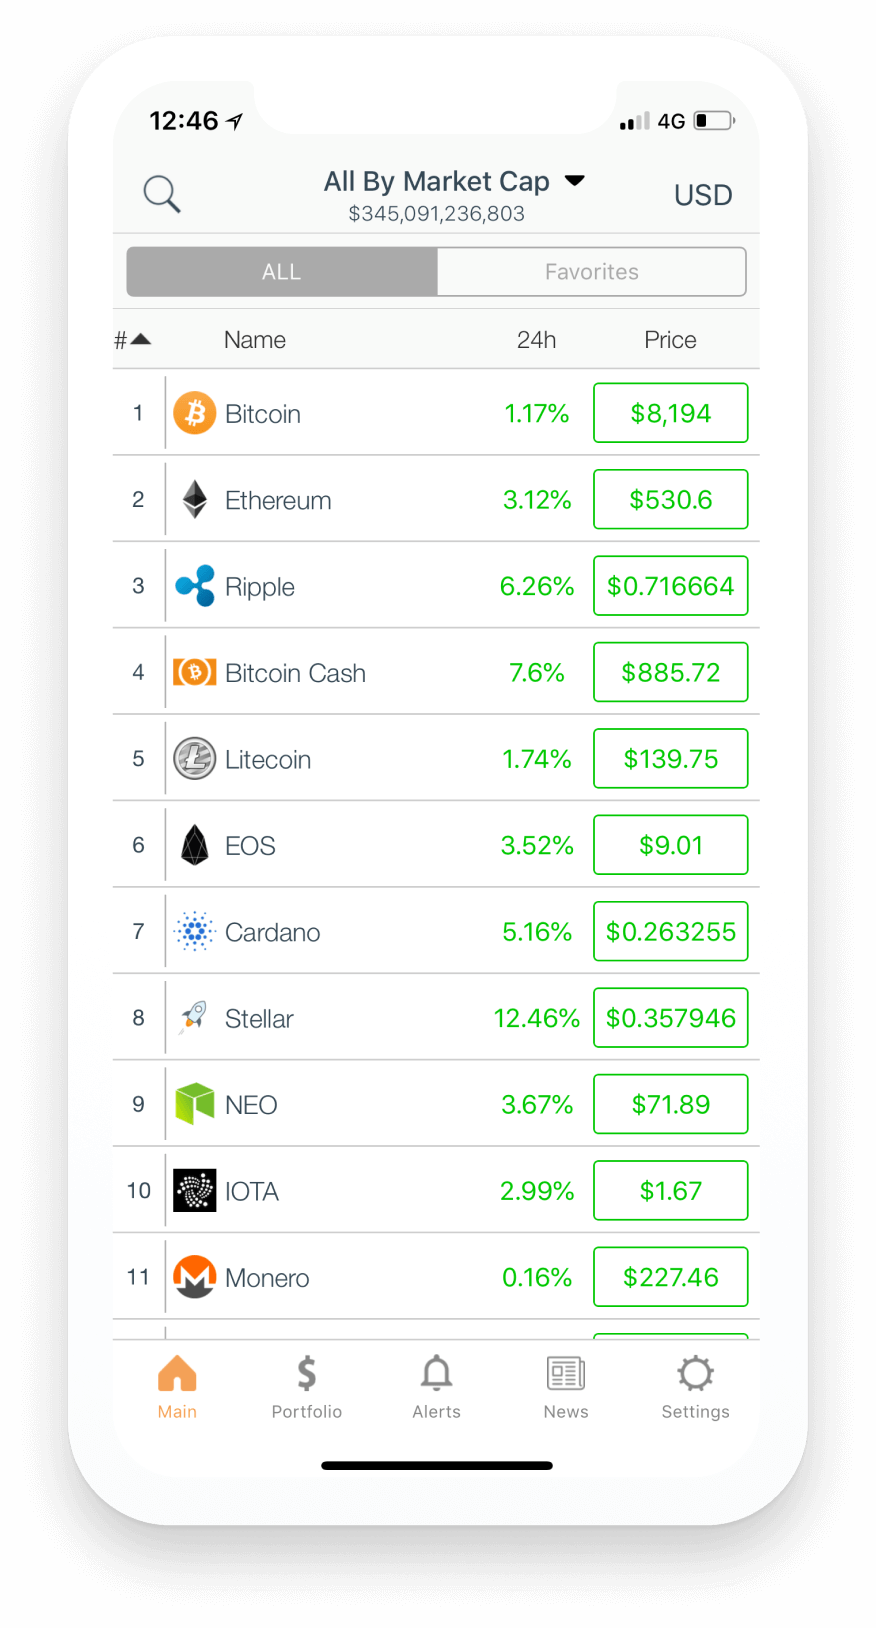 12:46 4G
All By Market Cap
$345,091,236,803
USD
ALL Favorites
# Name 24h Price
1 Bitcoin 1.17% $8,194
2 Ethereum 3.12% $530.6
3 Ripple 6.26% $0.716664
4 Bitcoin Cash 7.6% $885.72
5 Litecoin 1.74% $139.75
6 EOS 3.52% $9.01
7 Cardano 5.16% $0.263255
8 Stellar 12.46% $0.357946
9 NEO 3.67% $71.89
10 IOTA 2.99% $1.67
11 Monero 0.16% $227.46
Main Portfolio Alerts News Settings